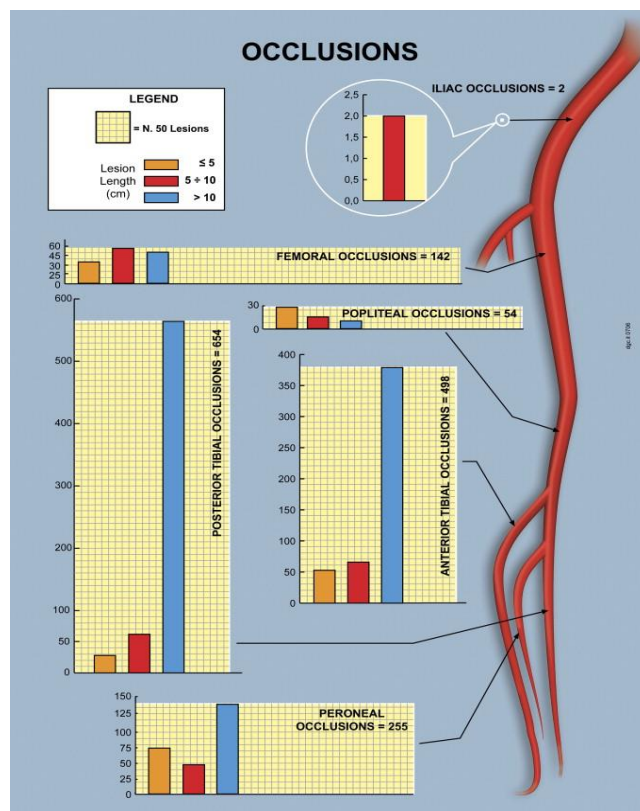 OCCLUSIONS
LEGEND
= N. 50 Lesions
Lesion
Length
(cm)
≤ 5
5 ÷ 10
> 10
ILIAC OCCLUSIONS = 2
2,5
2,0
1,5
1,0
0,5
0,0
60
45
30
25
0
FEMORAL OCCLUSIONS = 142
30
0
POPLITEAL OCCLUSIONS = 54
600
500
400
300
200
100
50
0
POSTERIOR TIBIAL OCCLUSIONS = 654
400
350
300
250
200
150
100
50
0
ANTERIOR TIBIAL OCCLUSIONS = 498
150
125
100
75
50
25
0
PERONEAL
OCCLUSIONS = 255